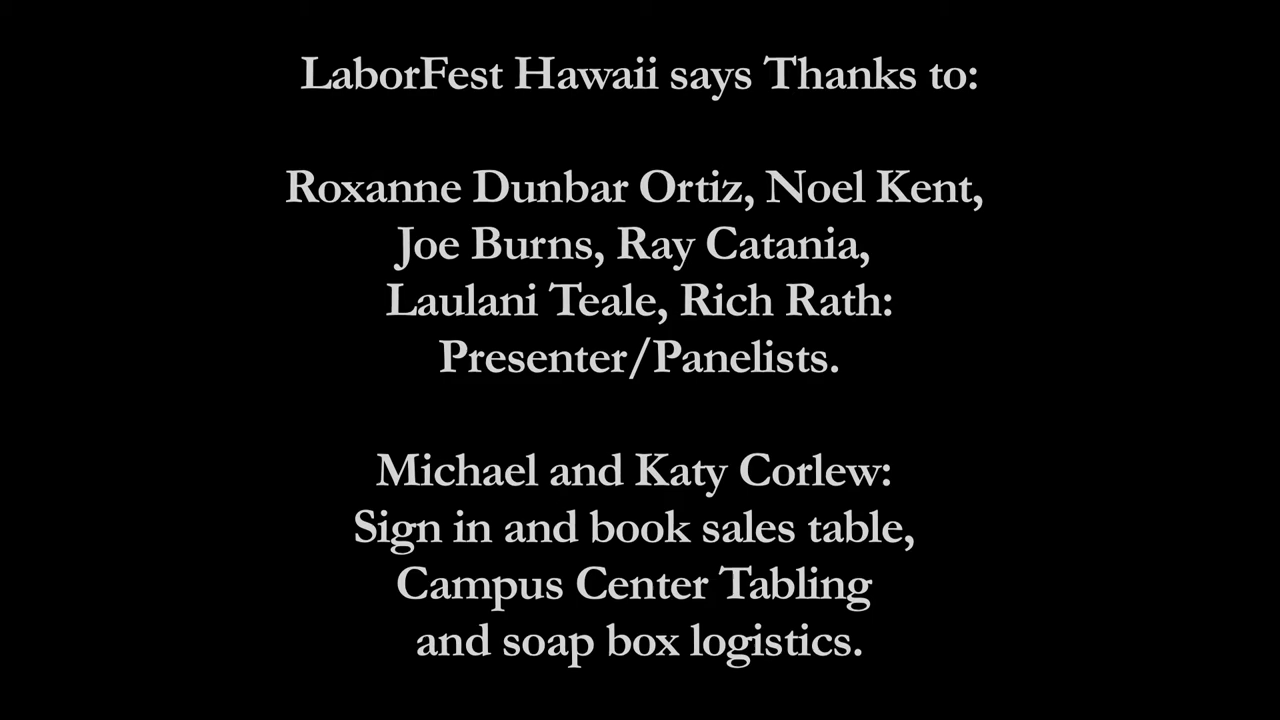 LaborFest Hawaii says Thanks to:
Roxanne Dunbar Ortiz, Noel Kent,
Joe Burns, Ray Catania,
Laulani Teale, Rich Rath:
Presenter/Panelists.
Michael and Katy Corlew:
Sign in and book sales table,
Campus Center Tabling
and soap box logistics.